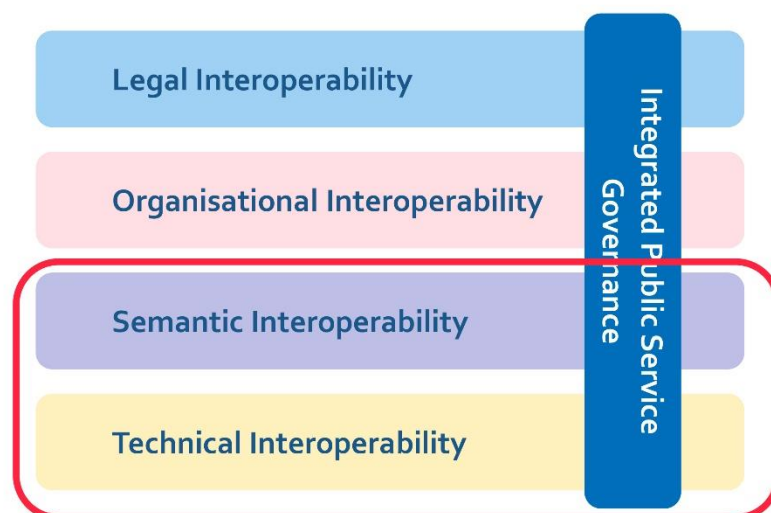 Legal Interoperability
Organisational Interoperability
Semantic Interoperability
Technical Interoperability
Integrated Public Service
Governance